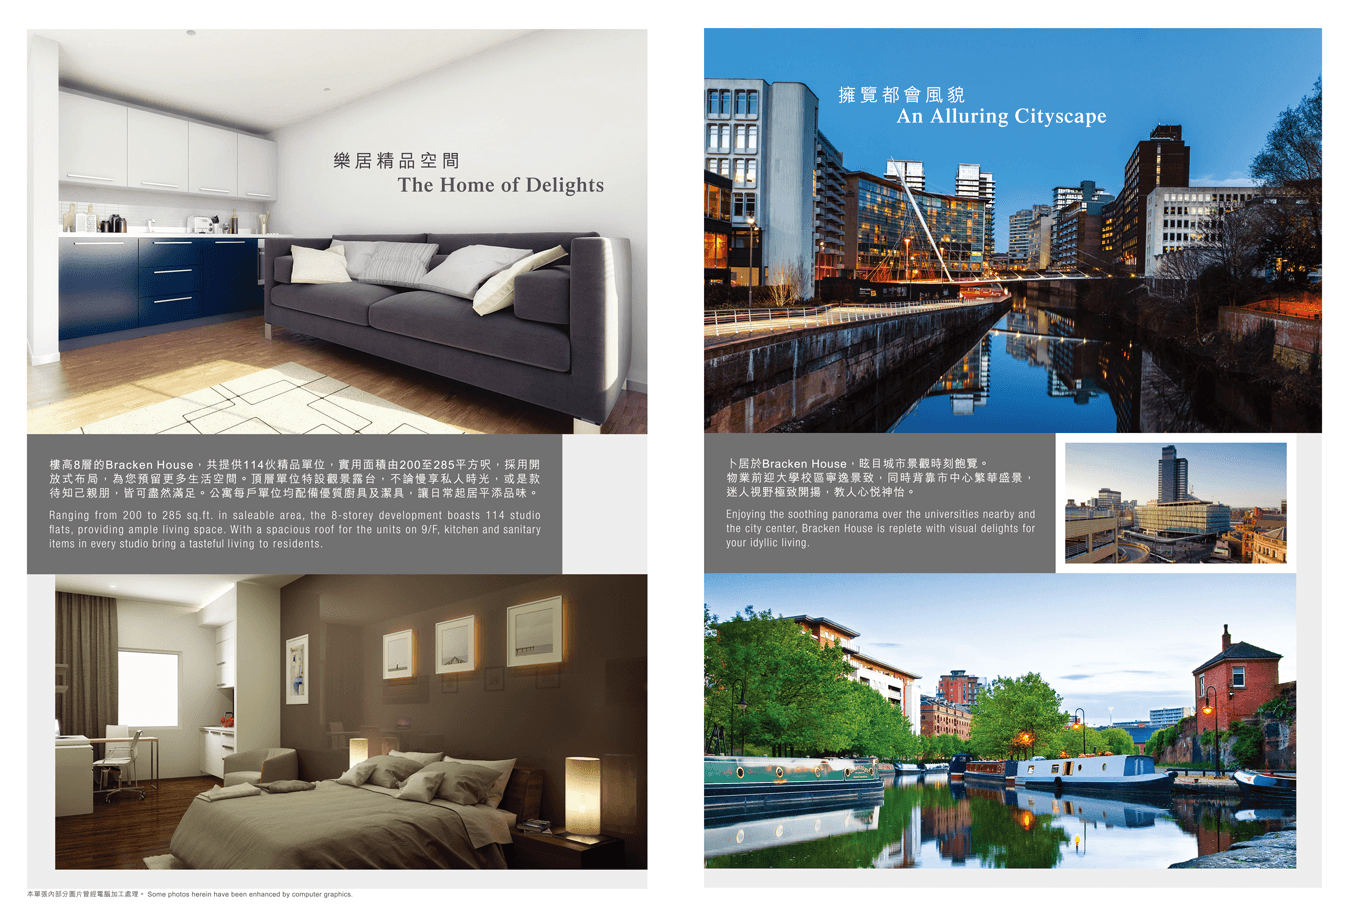 樂居精品空間
The Home of Delights
樓高8層的Bracken House，共提供114伙精品單位，實用面積由200至285平方呎，採用開
放式布局，為您預留更多生活空間。頂層單位特設觀景露台，不論慢享私人時光，或是款
待知己親朋，皆可盡然滿足。公寓每戶單位均配備優質廚具及潔具，讓日常起居平添品味。
Ranging from 200 to 285 sq.ft. in saleable area, the 8-storey development boasts 114 studio
flats, providing ample living space. With a spacious roof for the units on 9/F, kitchen and sanitary
items in every studio bring a tasteful living to residents.
本單張內部分圖片曾經電腦加工處理。 Some photos herein have been enhanced by computer graphics.
擁覽都會風貌
An Alluring Cityscape
卜居於Bracken House，眩目城市景觀時刻飽覽。
物業前迎大學校區寧逸景致，同時背靠市中心繁華盛景，
迷人視野極致開揚，教人心悅神怡。
Enjoying the soothing panorama over the universities nearby and
the city center, Bracken House is replete with visual delights for
your idyllic living.